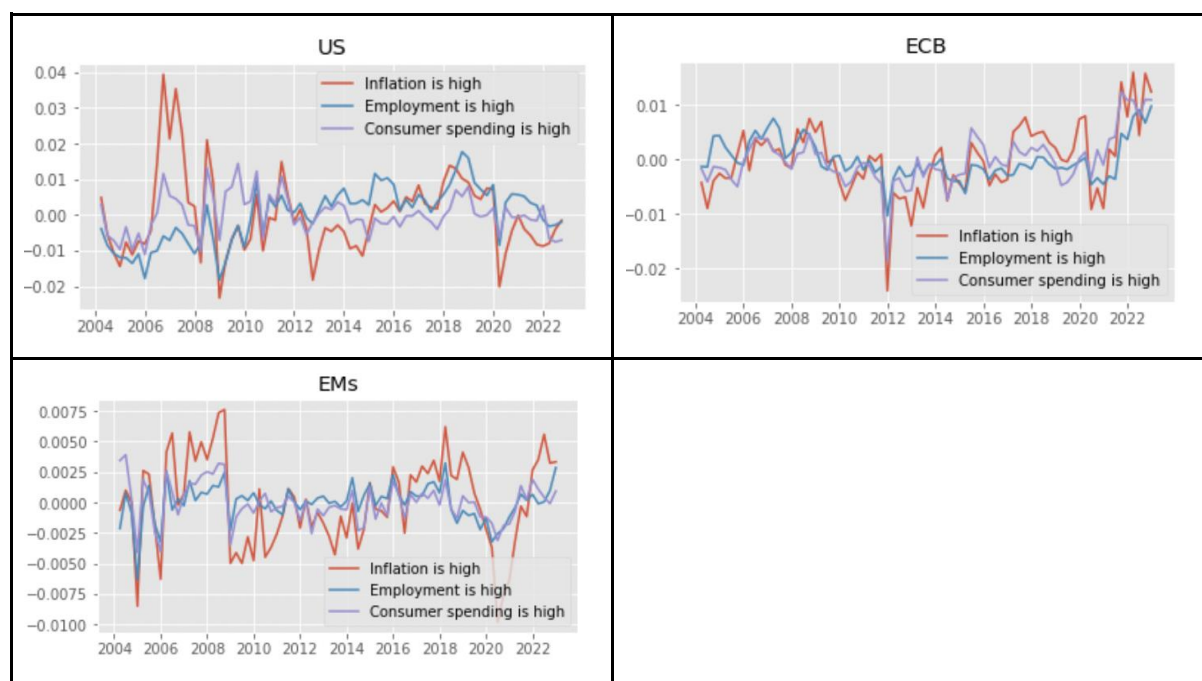 US
0.04
0.03
0.02
0.01
0.00
−0.01
−0.02
Inflation is high
Employment is high
Consumer spending is high
2004 2006 2008 2010 2012 2014 2016 2018 2020 2022
ECB
0.01
0.00
−0.01
−0.02
Inflation is high
Employment is high
Consumer spending is high
2004 2006 2008 2010 2012 2014 2016 2018 2020 2022
EMs
0.0075
0.0050
0.0025
0.0000
−0.0025
−0.0050
−0.0075
−0.0100
Inflation is high
Employment is high
Consumer spending is high
2004 2006 2008 2010 2012 2014 2016 2018 2020 2022